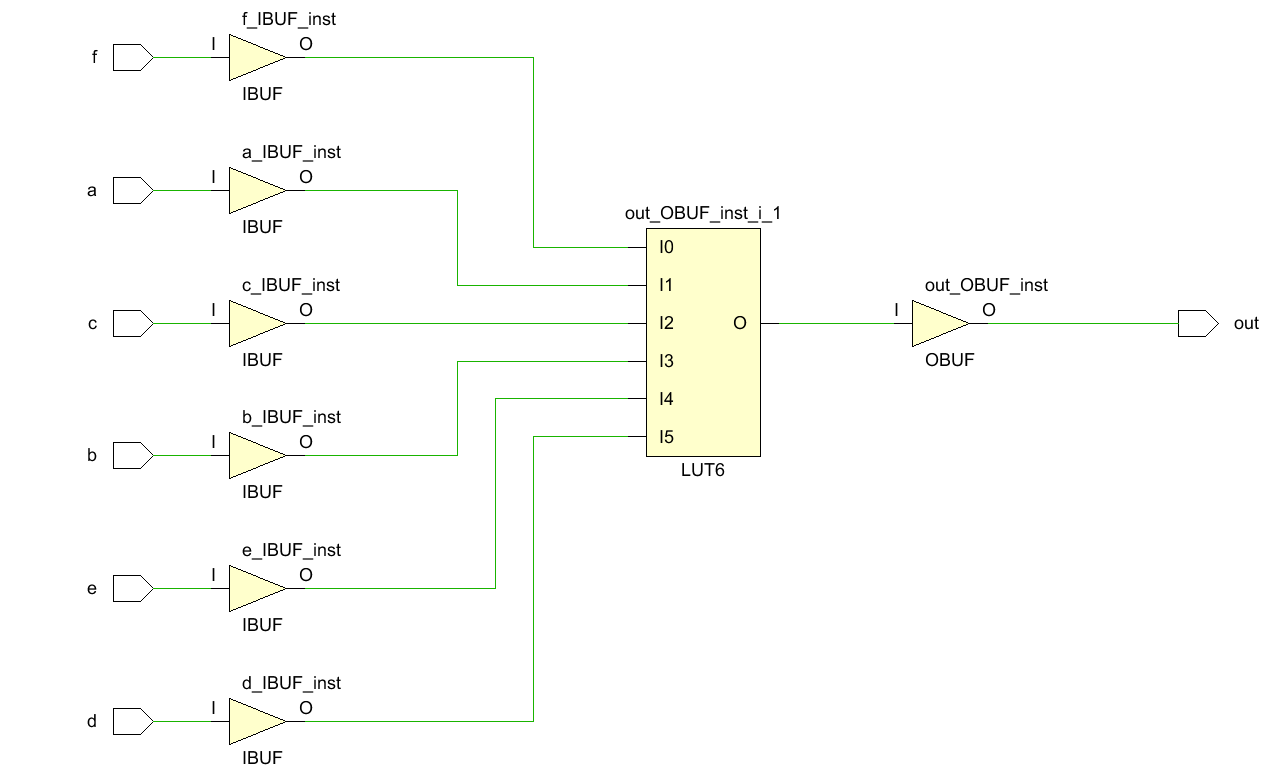 f_IBUF_inst
f
I
O
IBUF
a_IBUF_inst
a
I
O
IBUF
c_IBUF_inst
c
I
O
IBUF
b_IBUF_inst
b
I
O
IBUF
e_IBUF_inst
e
I
O
IBUF
d_IBUF_inst
d
I
O
IBUF
out_OBUF_inst_i_1
I0
I1
I2
I3
I4
I5
O
LUT6
out_OBUF_inst
I
O
OBUF
out